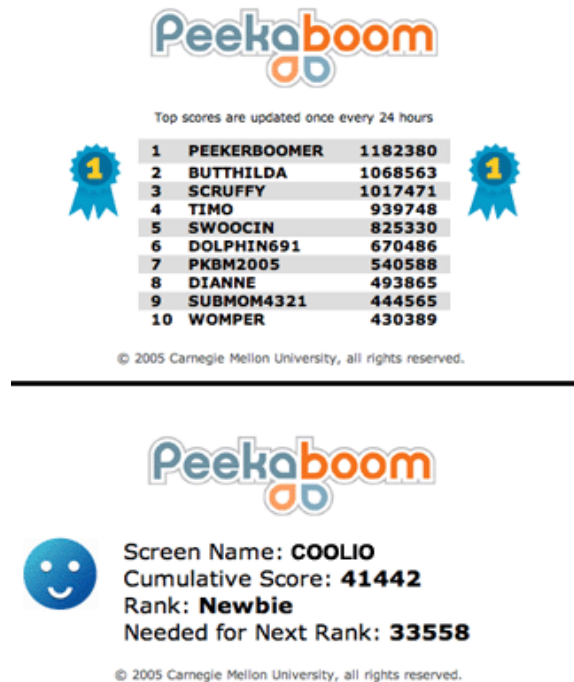 Peekaboom
Top scores are updated once every 24 hours
1 1
1 PEEKERBOOMER 1182380
2 BUTTHILDA 1068563
3 SCRUFFY 1017471
4 TIMO 939748
5 SWOOCIN 825330
6 DOLPHIN691 670486
7 PKBM2005 540588
8 DIANNE 493865
9 SUBMOM4321 444565
10 WOMPER 430389
© 2005 Carnegie Mellon University, all rights reserved.
Peekaboom
Screen Name: COOLIO
Cumulative Score: 41442
Rank: Newbie
Needed for Next Rank: 33558
© 2005 Carnegie Mellon University, all rights reserved.